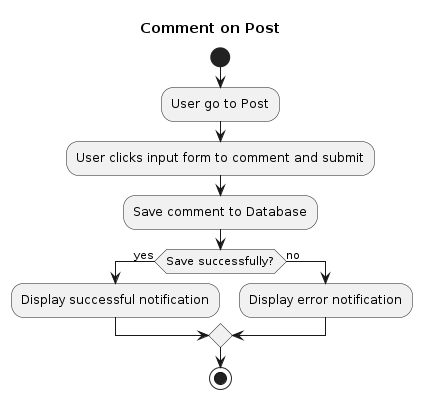 Comment on Post
User go to Post
User clicks input form to comment and submit
Save comment to Database
yes
Save successfully?
no
Display successful notification
Display error notification